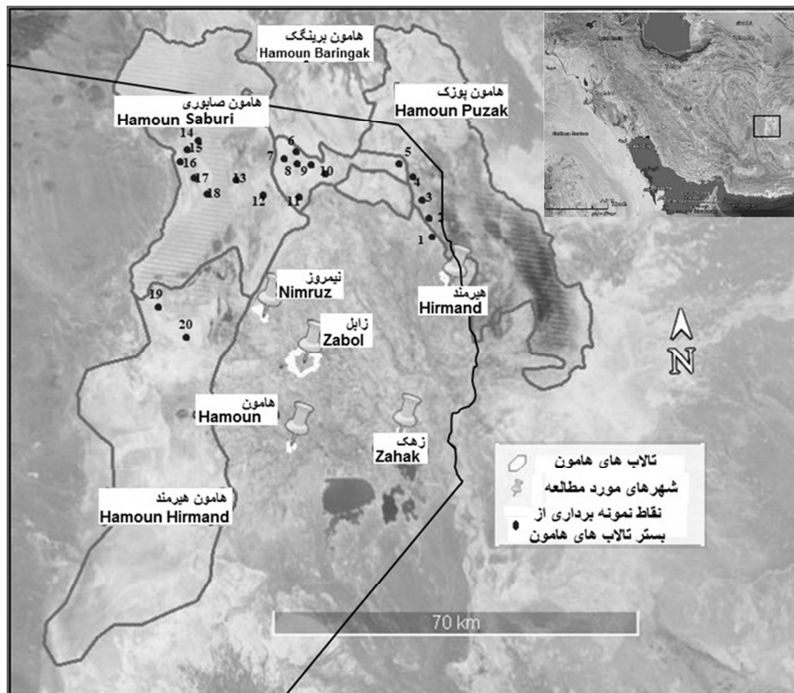 هامون برینگک
Hamoun Baringak
هامون پوزک
Hamoun Puzak
هامون صابوری
Hamoun Saburi
14
15
16
17
18
13
12
6
7
8
9
10
11
5
4
3
2
1
هیرمند
Hirmand
نیمروز
Nimruz
زابل
Zabol
19
20
هامون
Hamoun
زهک
Zahak
N
هامون هیرمند
Hamoun Hirmand
تالاب های هامون
شهرهای مورد مطالعه
نقاط نمونه برداری از
بستر تالاب های هامون
70 km